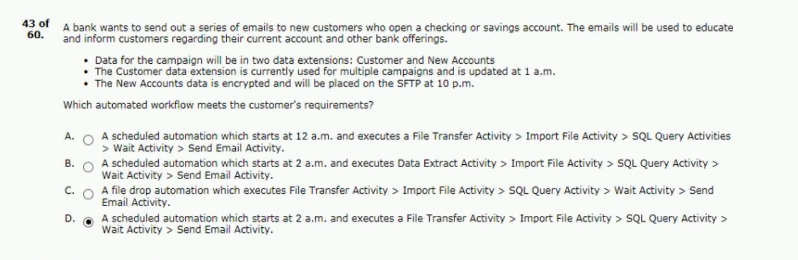 43 of
60.
A bank wants to send out a series of emails to new customers who open a checking or savings account. The emails will be used to educate
and inform customers regarding their current account and other bank offerings.
• Data for the campaign will be in two data extensions: Customer and New Accounts
• The Customer data extension is currently used for multiple campaigns and is updated at 1 a.m.
• The New Accounts data is encrypted and will be placed on the SFTP at 10 p.m.
Which automated workflow meets the customer's requirements?
A. A scheduled automation which starts at 12 a.m. and executes a File Transfer Activity > Import File Activity > SQL Query Activities
> Wait Activity > Send Email Activity.
B. A scheduled automation which starts at 2 a.m. and executes Data Extract Activity > Import File Activity > SQL Query Activity >
Wait Activity > Send Email Activity.
C. A file drop automation which executes File Transfer Activity > Import File Activity > SQL Query Activity > Wait Activity > Send
Email Activity.
D. A scheduled automation which starts at 2 a.m. and executes a File Transfer Activity > Import File Activity > SQL Query Activity >
Wait Activity > Send Email Activity.